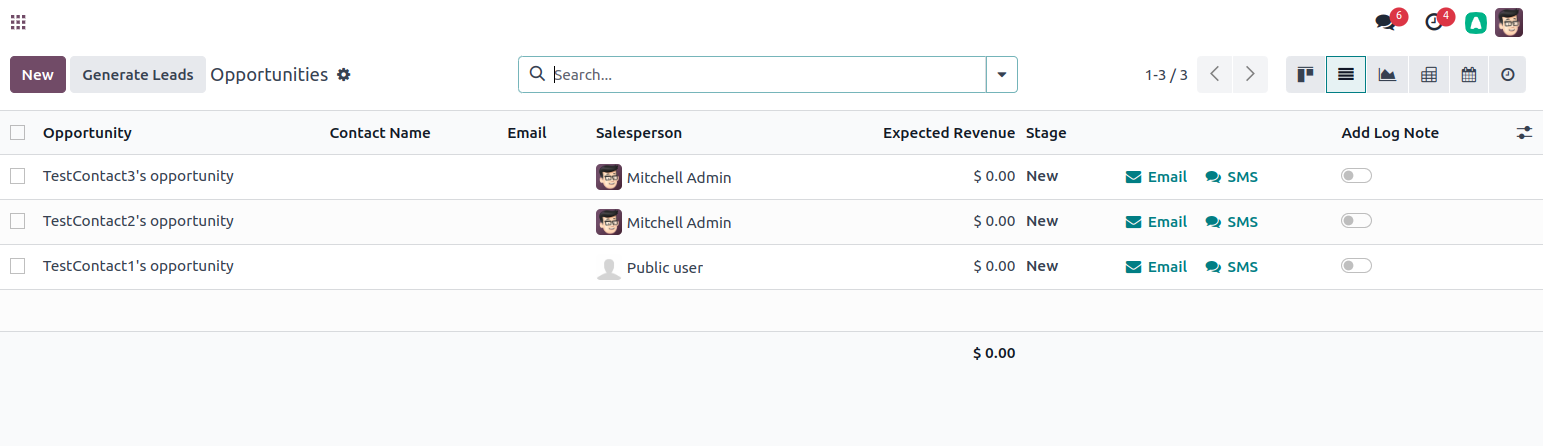 6 4
New Generate Leads Opportunities Search... 1-3 / 3
Opportunity Contact Name Email Salesperson Expected Revenue Stage Add Log Note
TestContact3's opportunity Mitchell Admin $ 0.00 New Email SMS
TestContact2's opportunity Mitchell Admin $ 0.00 New Email SMS
TestContact1's opportunity Public user $ 0.00 New Email SMS
$ 0.00